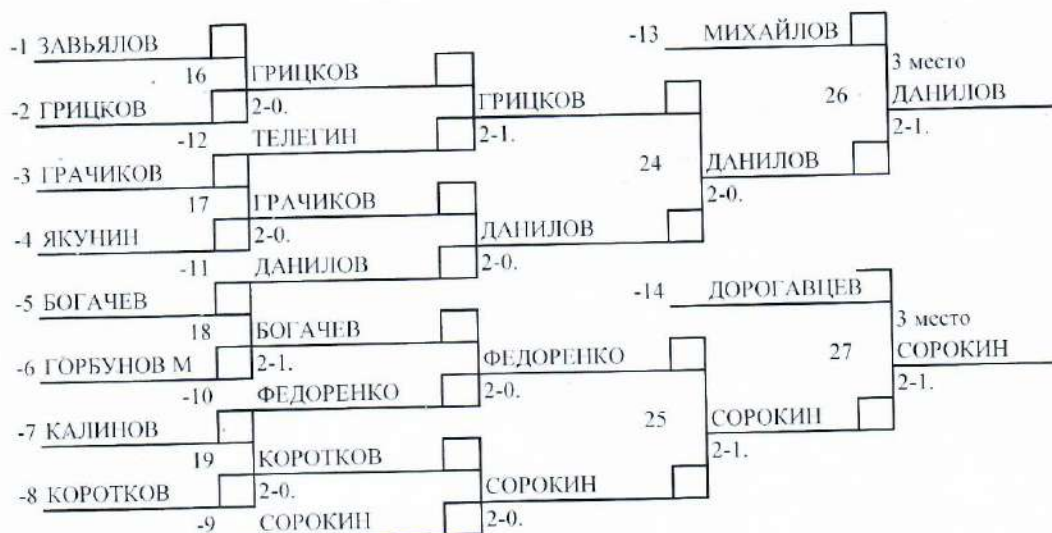 -13 МИХАЙЛОВ
-1 ЗАВЬЯЛОВ
3 место
16 ГРИЦКОВ
26 ДАНИЛОВ
-2 ГРИЦКОВ
2-0.
ГРИЦКОВ
2-1.
-12 ТЕЛЕГИН
2-1.
-3 ГРАЧИКОВ
24 ДАНИЛОВ
17 ГРАЧИКОВ
2-0.
-4 ЯКУНИН
2-0.
ДАНИЛОВ
-11 ДАНИЛОВ
2-0.
-5 БОГАЧЕВ
-14 ДОРОГАВЦЕВ
18 БОГАЧЕВ
3 место
-6 ГОРБУНОВ М
2-1.
ФЕДОРЕНКО
27 СОРОКИН
-10 ФЕДОРЕНКО
2-0.
2-1.
-7 КАЛИНОВ
25 СОРОКИН
19 КОРОТКОВ
2-1.
-8 КОРОТКОВ
2-0.
СОРОКИН
-9 СОРОКИН
2-0.